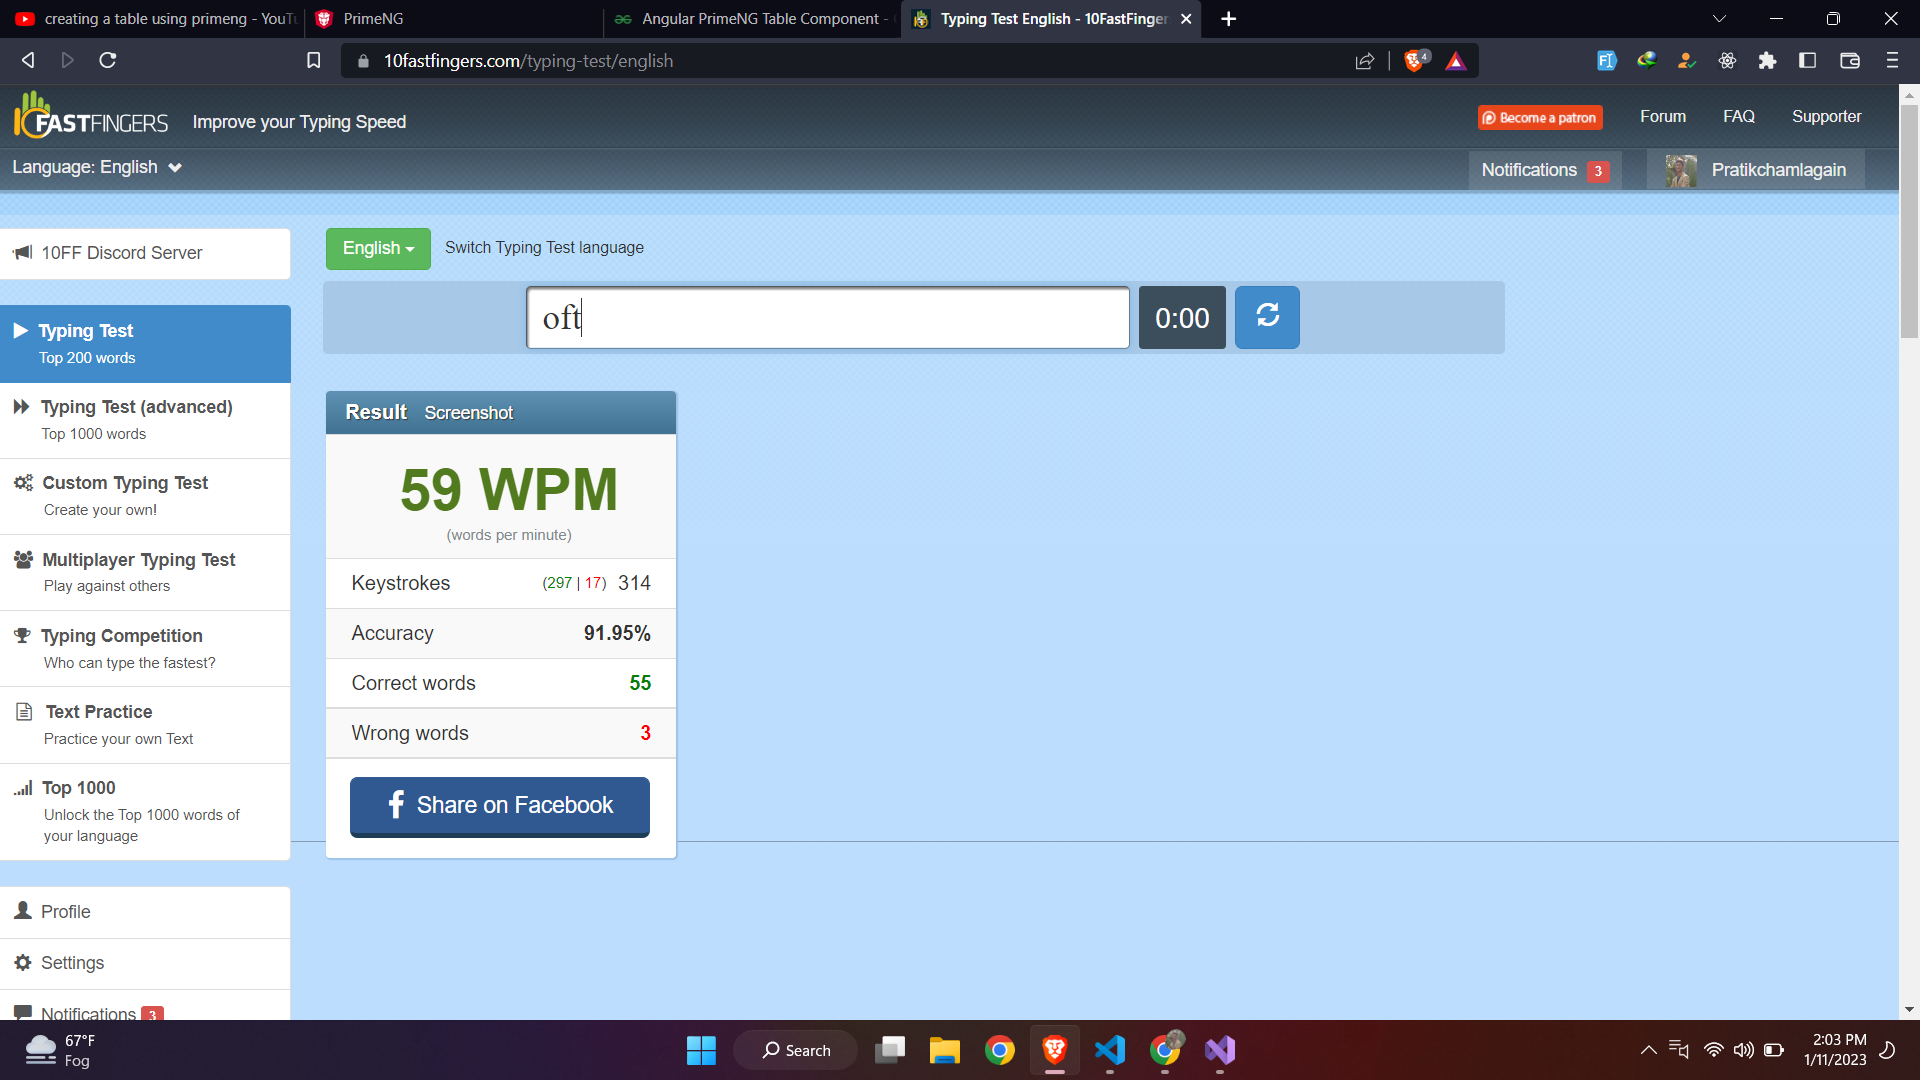 creating a table using primeng - YouTu
PrimeNG
Angular PrimeNG Table Component -
Typing Test English - 10FastFinger
10fastfingers.com/typing-test/english
4
10FASTFINGERS
Improve your Typing Speed
Become a patron
Forum
FAQ
Supporter
Language: English
Notifications 3
Pratikchamlagain
10FF Discord Server
English
Switch Typing Test language
oft
0:00
Typing Test
Top 200 words
Typing Test (advanced)
Top 1000 words
Custom Typing Test
Create your own!
Multiplayer Typing Test
Play against others
Typing Competition
Who can type the fastest?
Text Practice
Practice your own Text
Top 1000
Unlock the Top 1000 words of
your language
Profile
Settings
Notifications 3
Result Screenshot
59 WPM
(words per minute)
Keystrokes (297 | 17) 314
Accuracy 91.95%
Correct words 55
Wrong words 3
Share on Facebook
67°F
Fog
Search
2:03 PM
1/11/2023